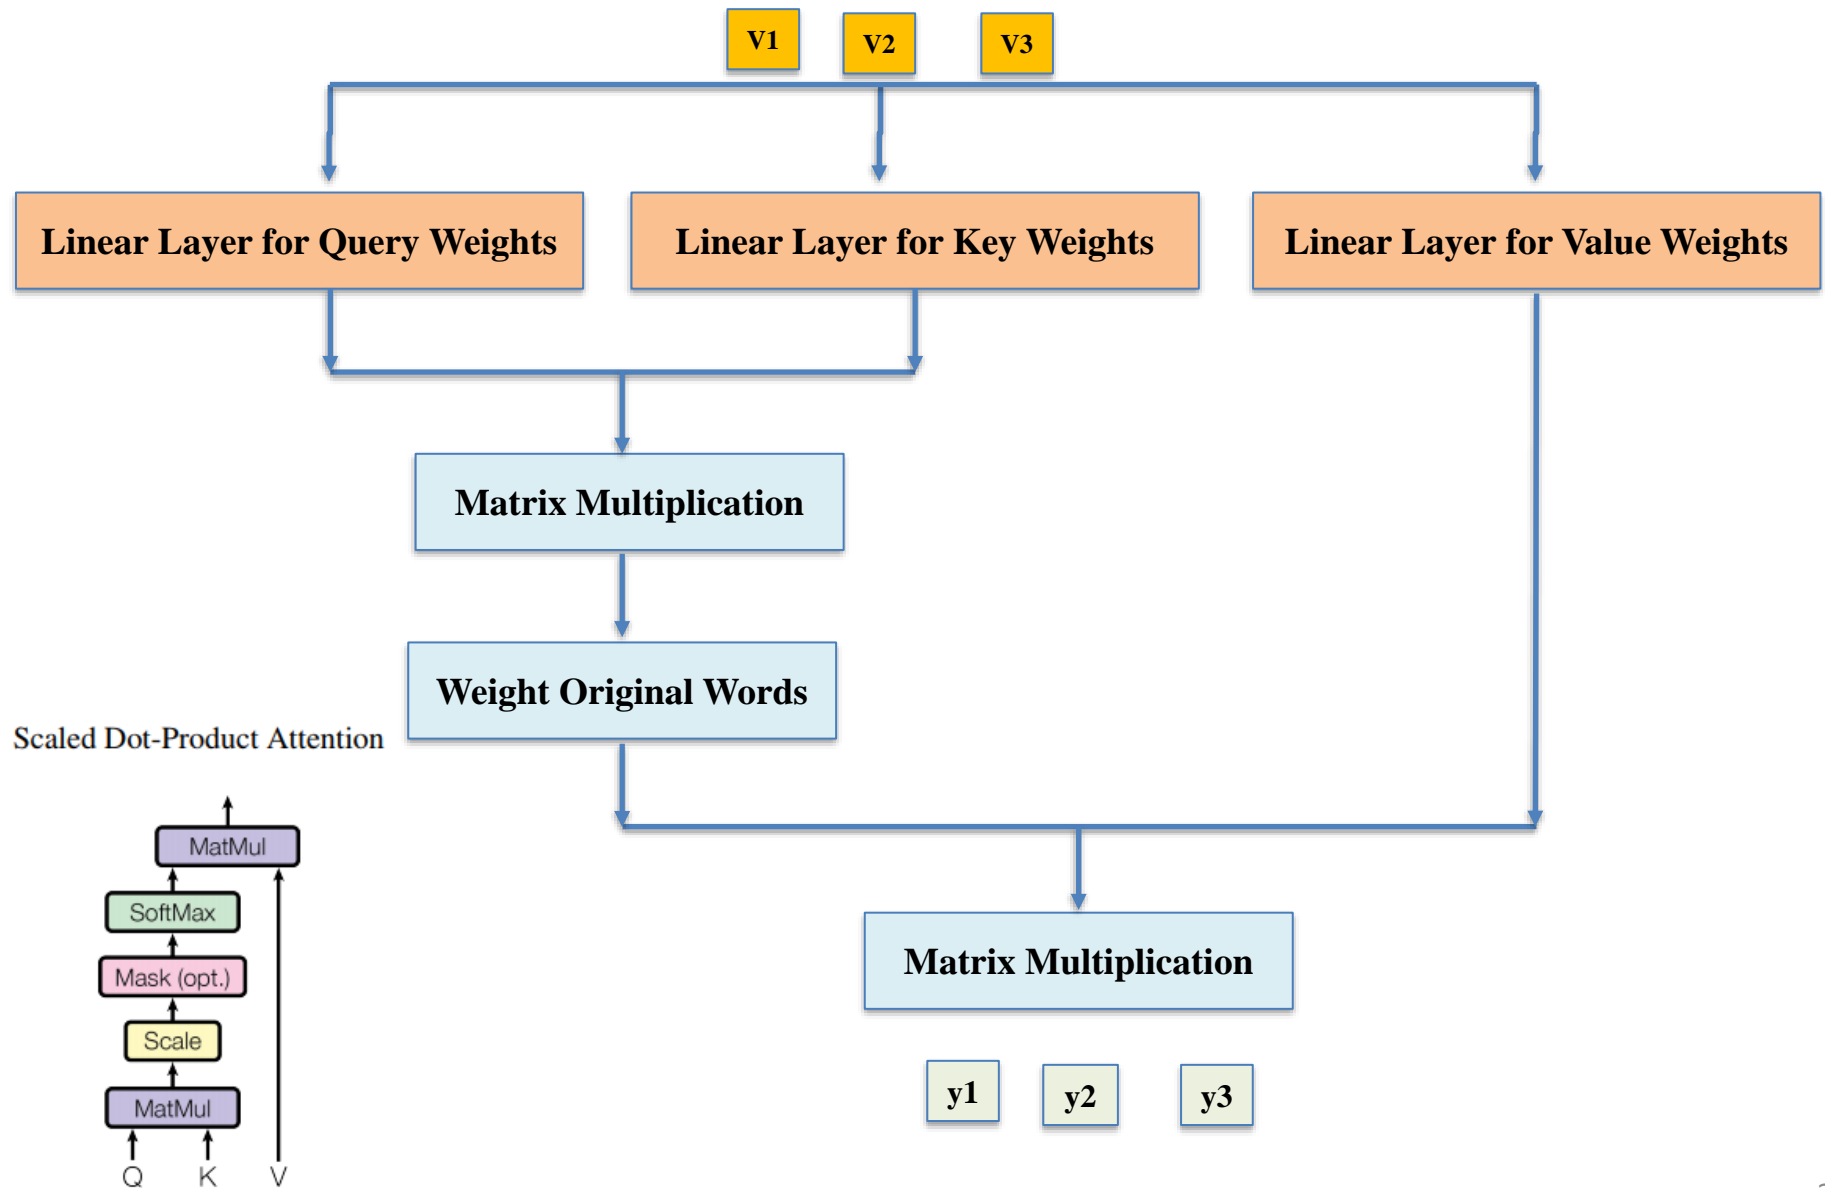 V1 V2 V3
Linear Layer for Query Weights
Linear Layer for Key Weights
Linear Layer for Value Weights
Matrix Multiplication
Weight Original Words
Matrix Multiplication
y1 y2 y3
Scaled Dot-Product Attention
MatMul
SoftMax
Mask (opt.)
Scale
MatMul
Q K V